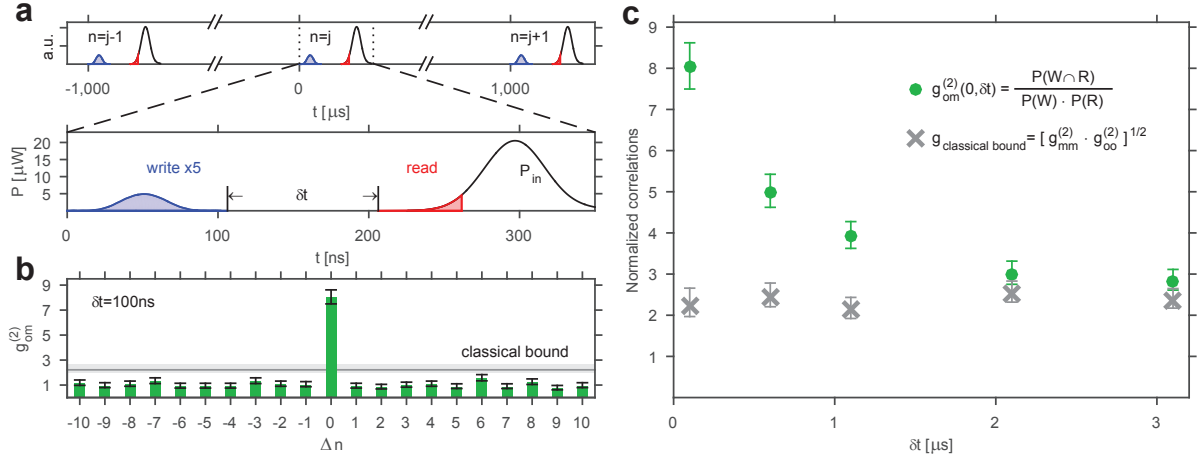 a
a.u.
n=j-1
n=j
n=j+1
-1,000
0
1,000
t [µs]
P [µW]
20
15
10
5
write x5
δt
read
P_in
0
100
200
300
t [ns]
b
g_om^(2)
9
7
5
3
1
δt=100ns
classical bound
-10 -9 -8 -7 -6 -5 -4 -3 -2 -1 0 1 2 3 4 5 6 7 8 9 10
Δn
c
Normalized correlations
9
8
7
6
5
4
3
2
1
g_om^(2)(0,δt) = P(W∩R) / P(W) · P(R)
g_classical bound = [ g_mm^(2) · g_oo^(2) ]^1/2
0
1
2
3
δt [µs]